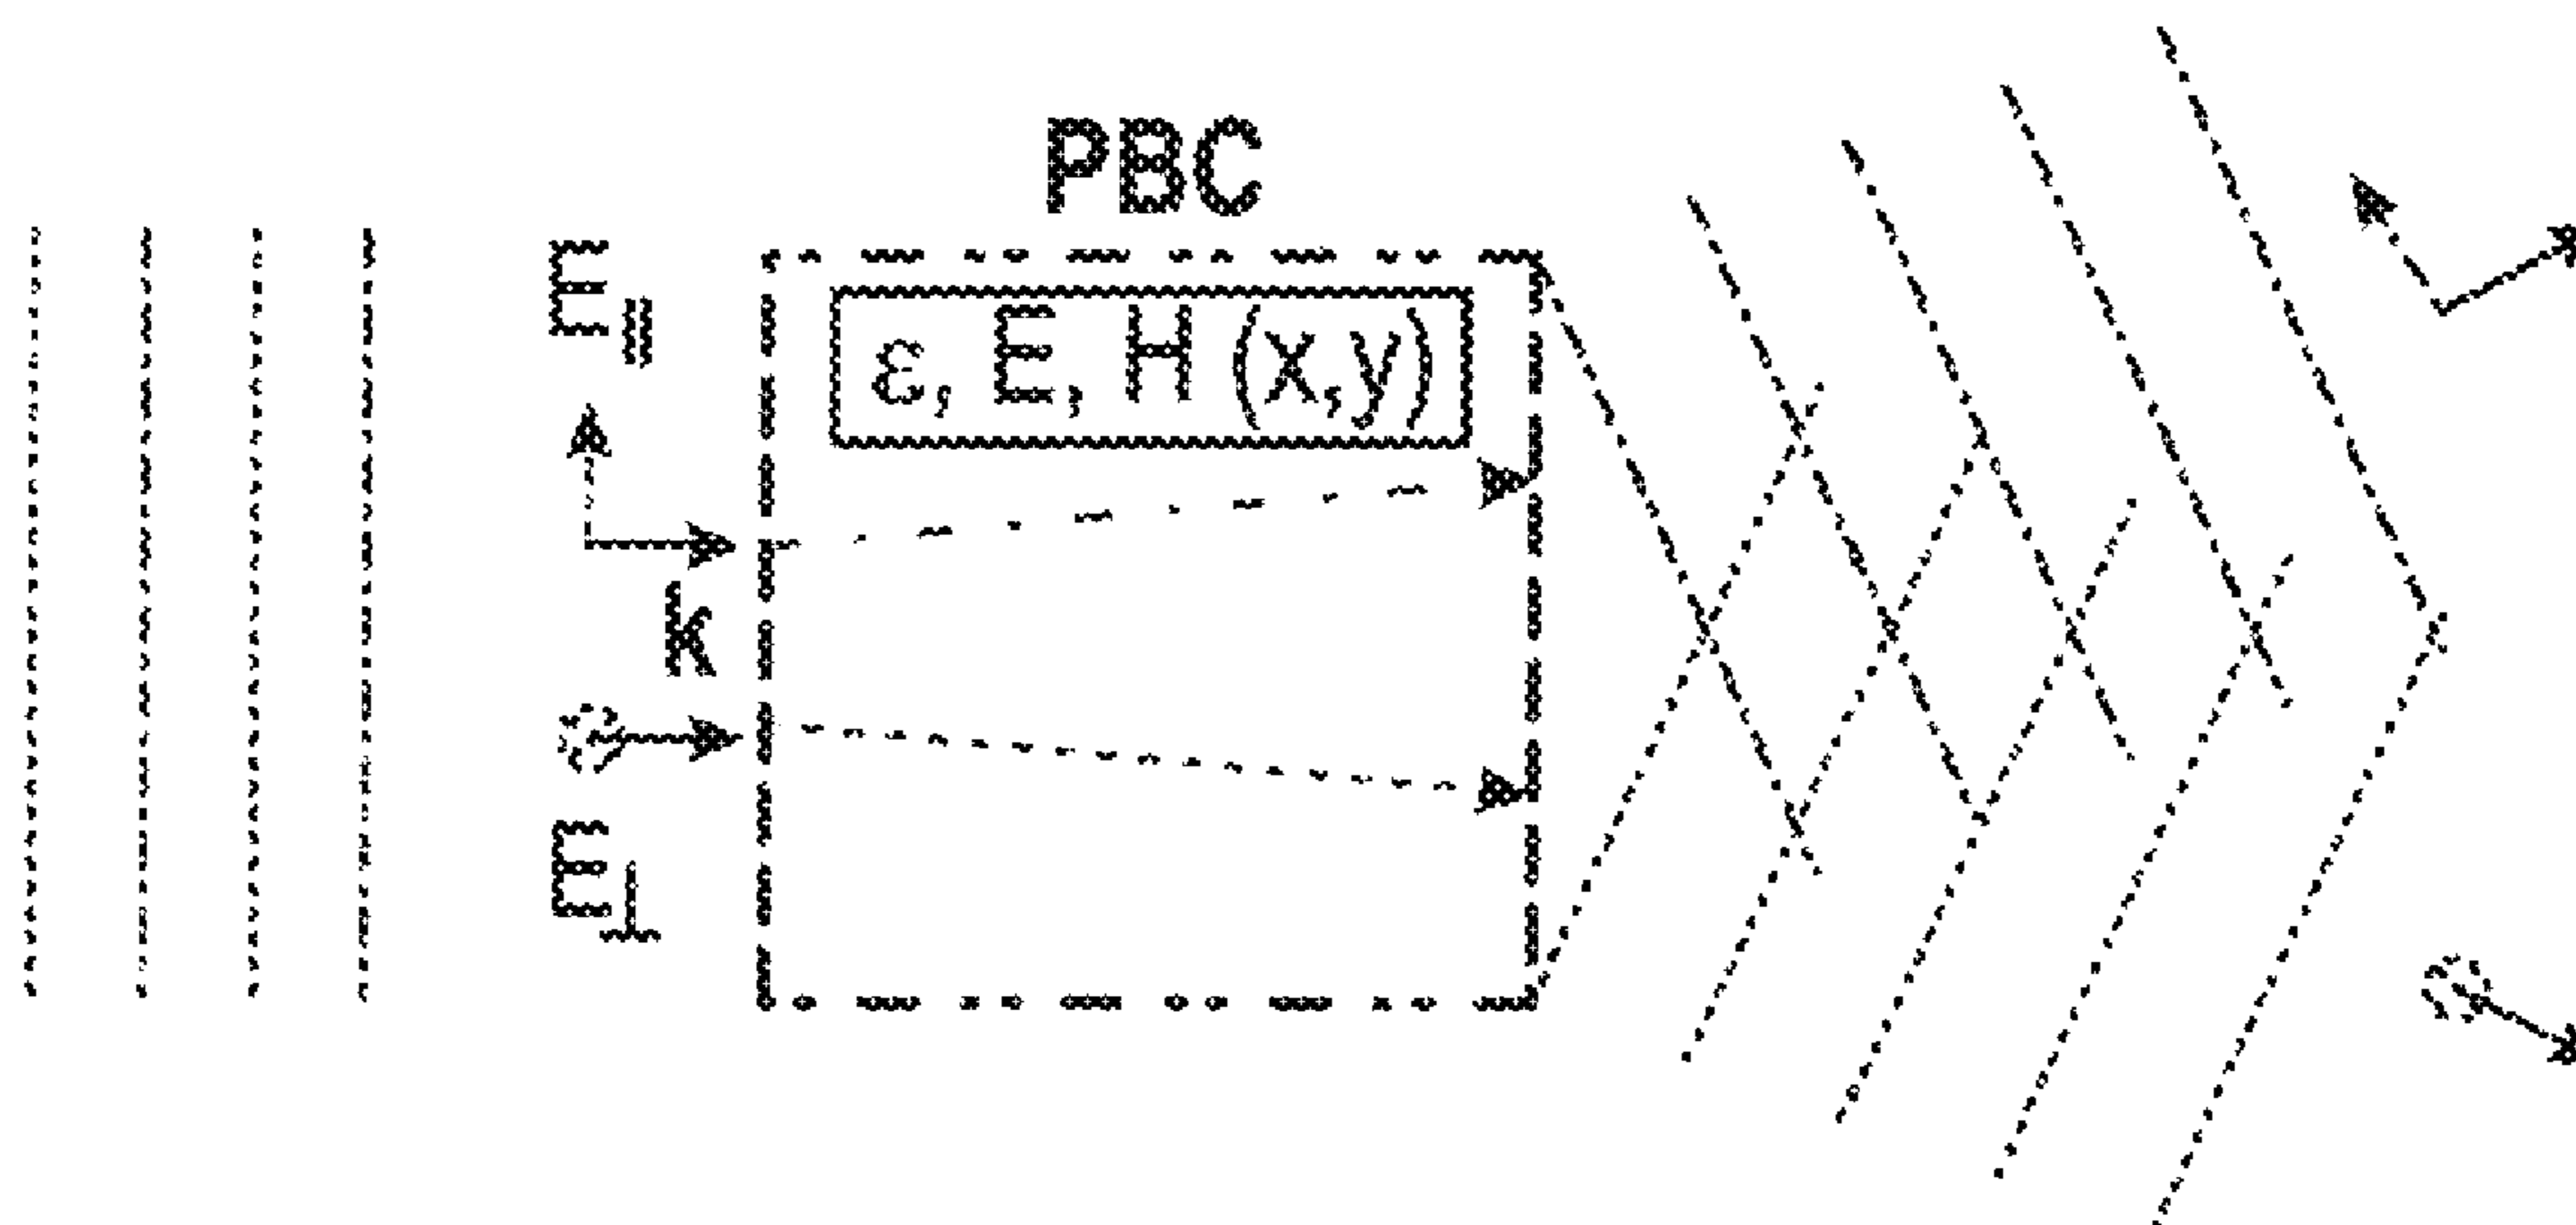 PBC
E∥
ε, E, H (x,y)
k
E⊥